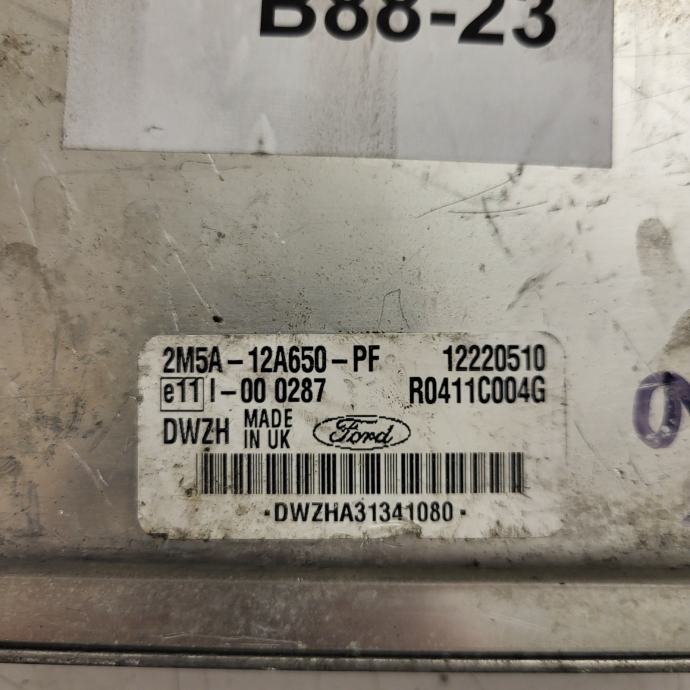 B88-23
2M5A-12A650-PF 12220510
e11 I-00 0287 R0411C004G
DWZH MADE IN UK Ford
·DWZHA31341080·